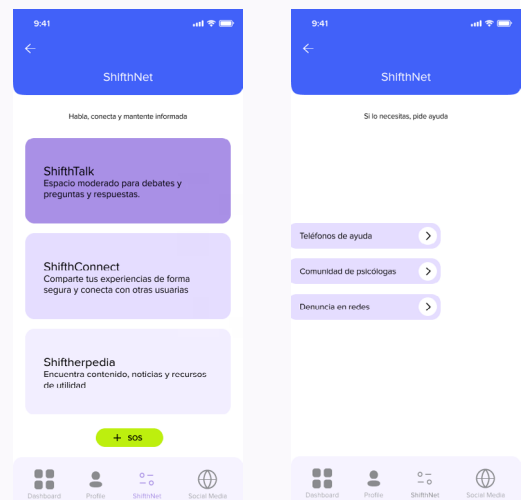 9:41
ShifthNet
Habla, conecta y mantente informada
ShifthTalk
Espacio moderado para debates y
preguntas y respuestas.
ShifthConnect
Comparte tus experiencias de forma
segura y conecta con otras usuarias
Shiftherpedia
Encuentra contenido, noticias y recursos
de utilidad
+ SOS
Dashboard
Profile
ShifthNet
Social Media
9:41
ShifthNet
Si lo necesitas, pide ayuda
Teléfonos de ayuda
Comunidad de psicólogas
Denuncia en redes
Dashboard
Profile
ShifthNet
Social Media